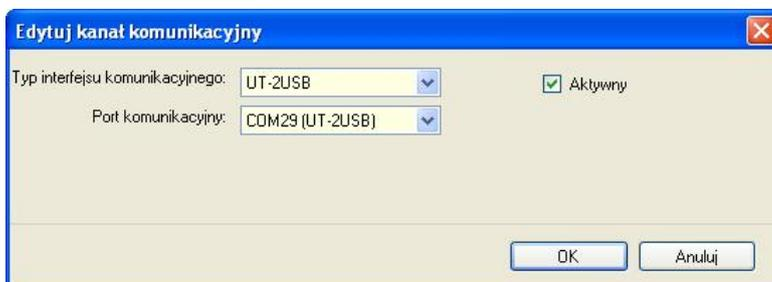 Edytuj kanał komunikacyjny
Typ interfejsu komunikacyjnego: UT-2USB Aktywny
Port komunikacyjny: COM29 (UT-2USB)
OK Anuluj